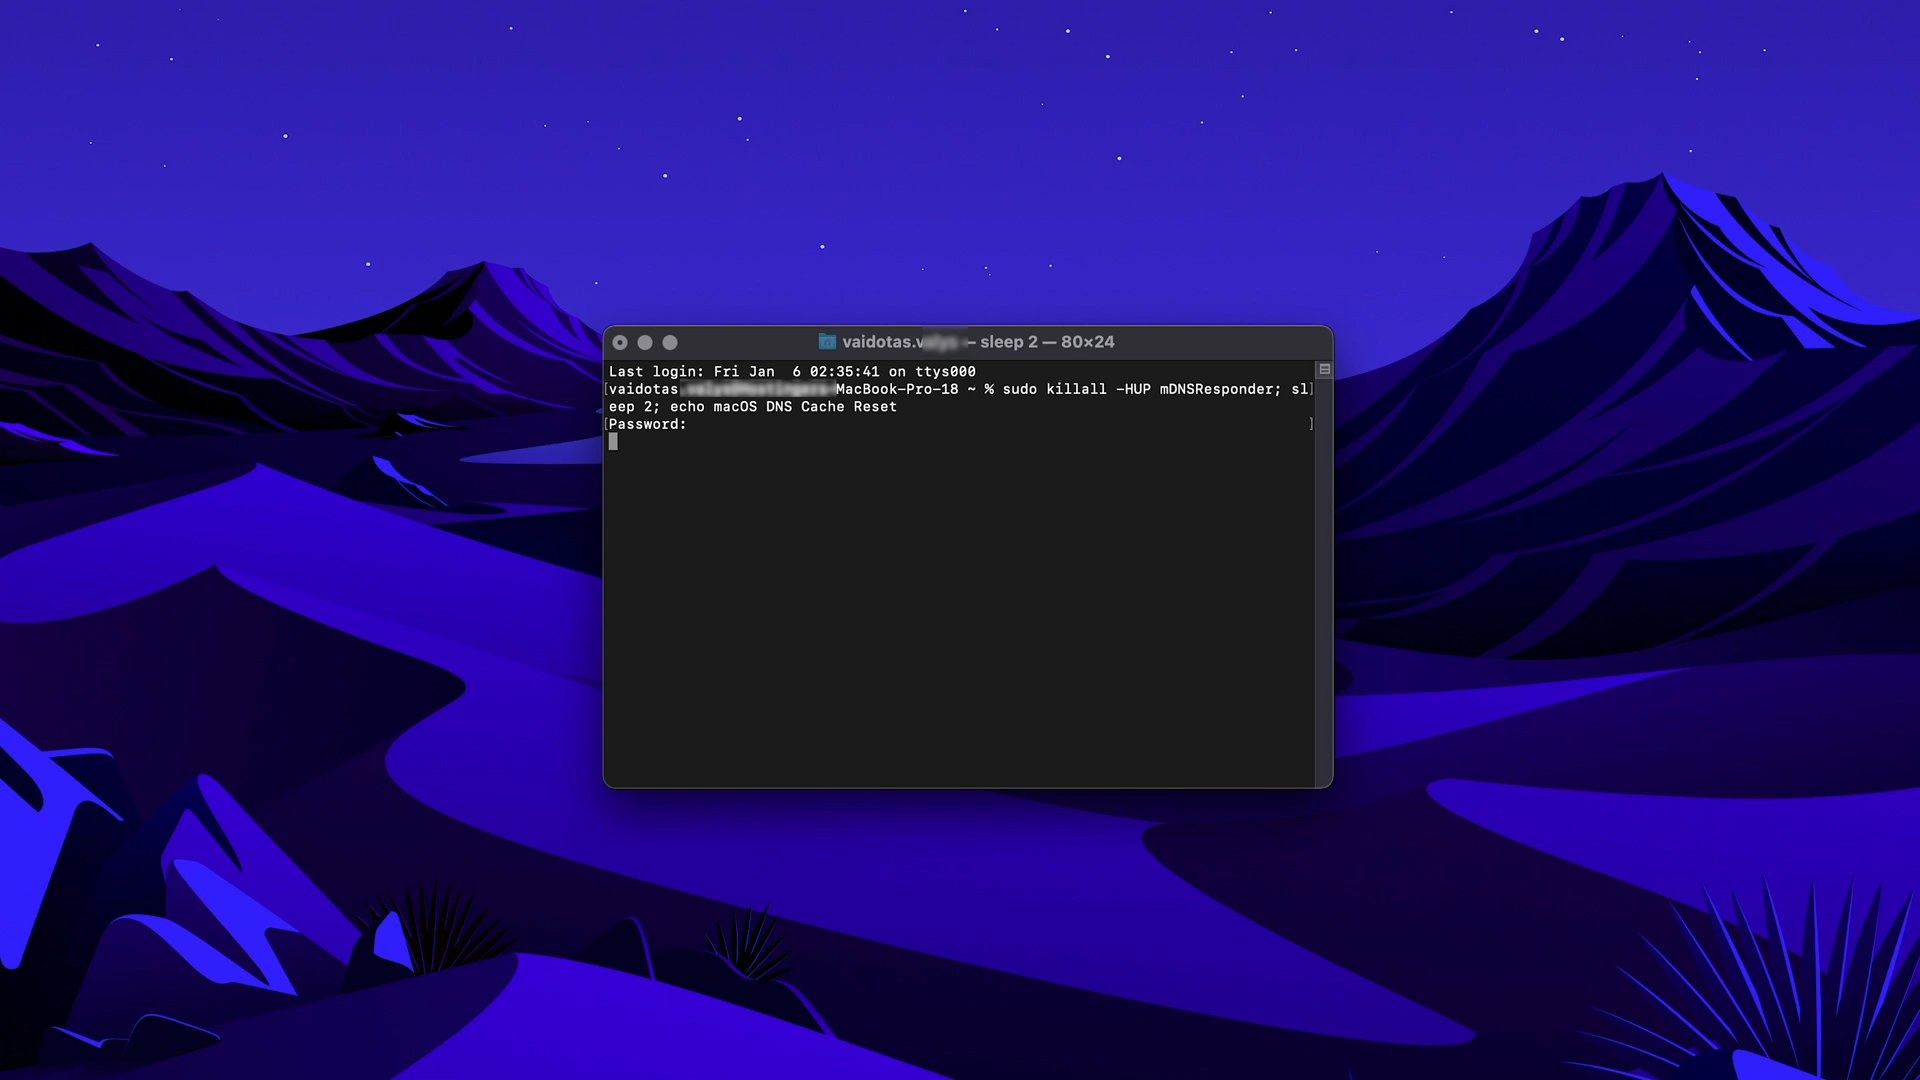 vaidotas. — sleep 2 — 80×24
Last login: Fri Jan  6 02:35:41 on ttys000
[vaidotas MacBook-Pro-18 ~ % sudo killall -HUP mDNSResponder; sl]
eep 2; echo macOS DNS Cache Reset
[Password: ]